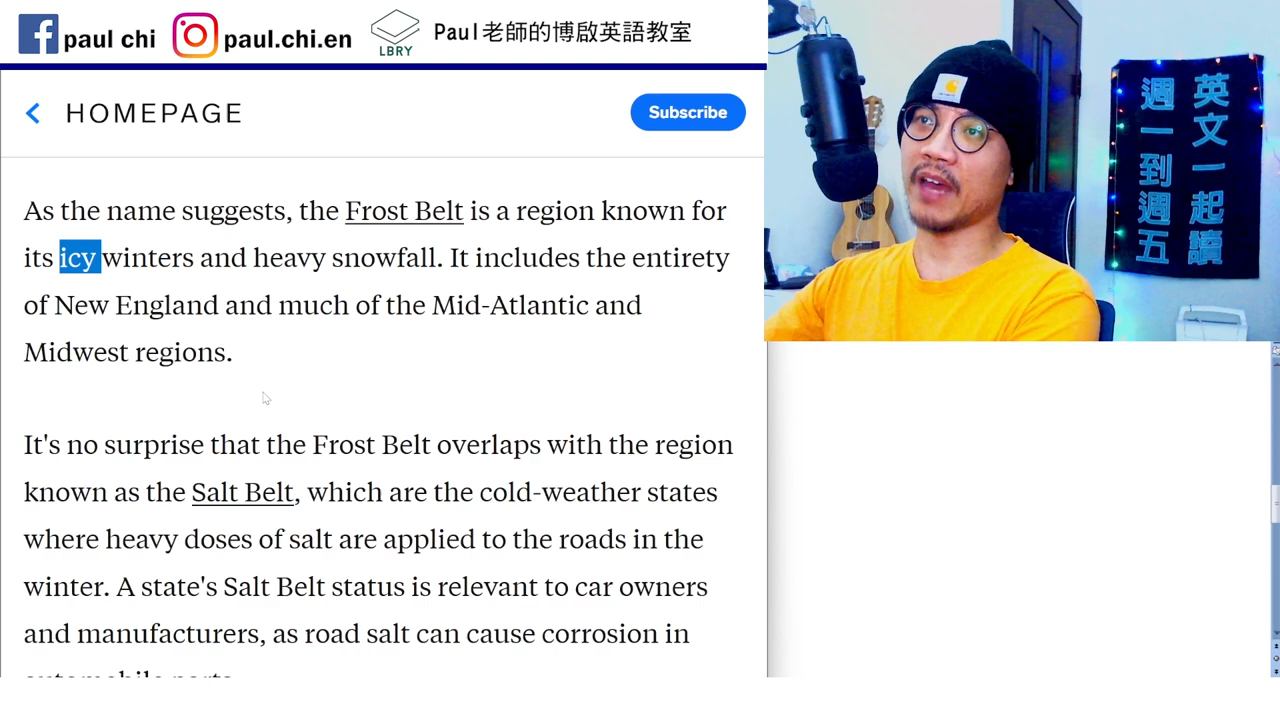 paul chi
paul.chi.en
LBRY
Paul老師的博啟英語教室
HOMEPAGE
Subscribe
As the name suggests, the Frost Belt is a region known for
its icy winters and heavy snowfall. It includes the entirety
of New England and much of the Mid-Atlantic and
Midwest regions.
It's no surprise that the Frost Belt overlaps with the region
known as the Salt Belt, which are the cold-weather states
where heavy doses of salt are applied to the roads in the
winter. A state's Salt Belt status is relevant to car owners
and manufacturers, as road salt can cause corrosion in
英文一起讀
週一到週五